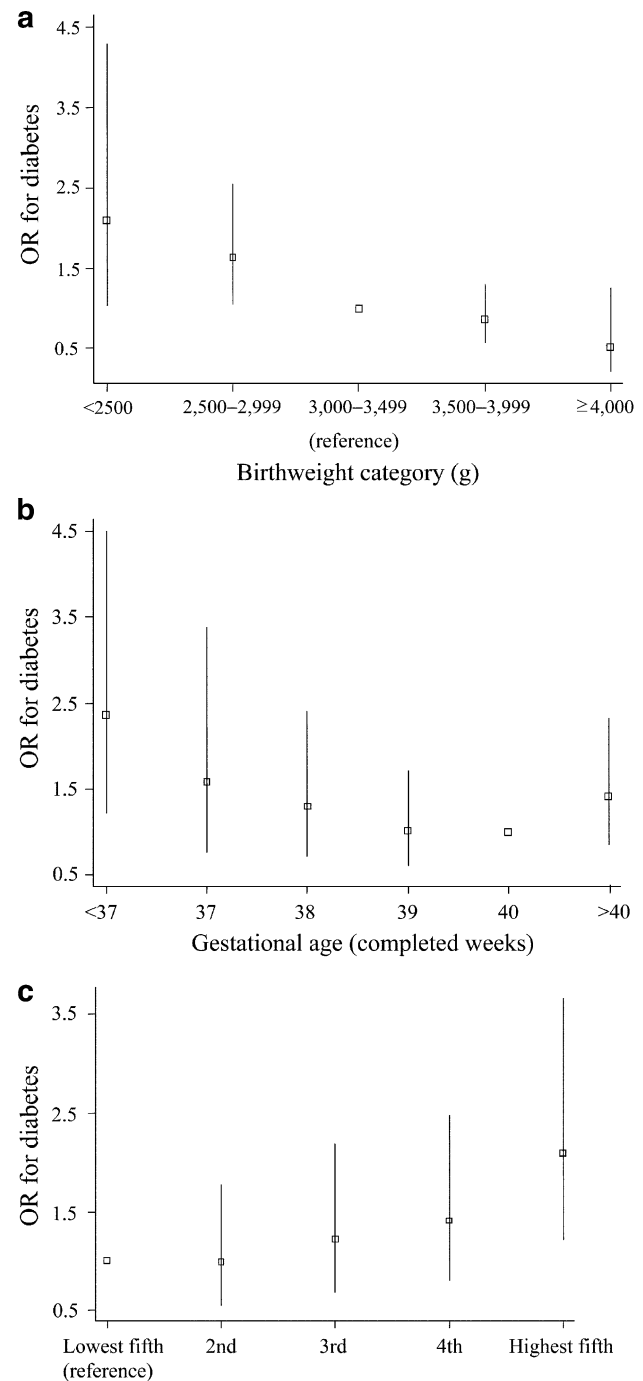 a
4.5
3.5
2.5
1.5
0.5
OR for diabetes
<2500 2,500–2,999 3,000–3,499 3,500–3,999 ≥4,000
(reference)
Birthweight category (g)
b
4.5
3.5
2.5
1.5
0.5
OR for diabetes
<37 37 38 39 40 >40
Gestational age (completed weeks)
c
3.5
2.5
1.5
0.5
OR for diabetes
Lowest fifth 2nd 3rd 4th Highest fifth
(reference)